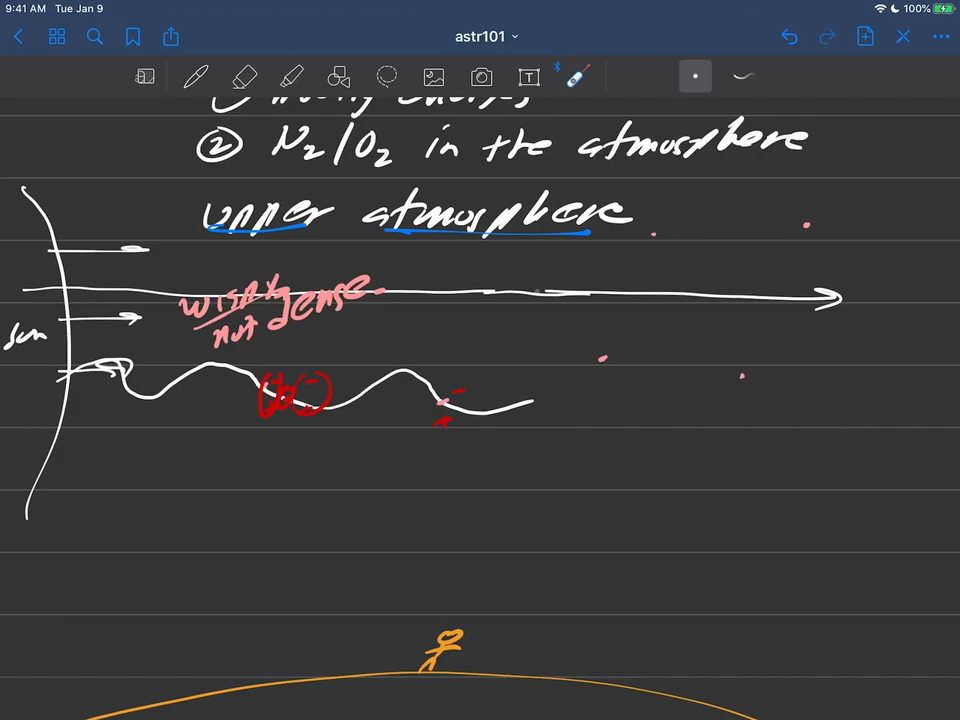 9:41 AM Tue Jan 9
100%
astr101
T
② N₂/O₂ in the atmosphere
upper atmosphere
wispy
not dense
Sun
+ -
-
+